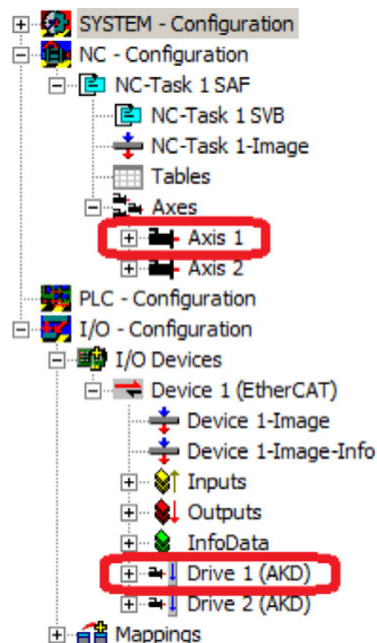 SYSTEM - Configuration
NC - Configuration
NC-Task 1 SAF
NC-Task 1 SVB
NC-Task 1-Image
Tables
Axes
Axis 1
Axis 2
PLC - Configuration
I/O - Configuration
I/O Devices
Device 1 (EtherCAT)
Device 1-Image
Device 1-Image-Info
Inputs
Outputs
InfoData
Drive 1 (AKD)
Drive 2 (AKD)
Mappings